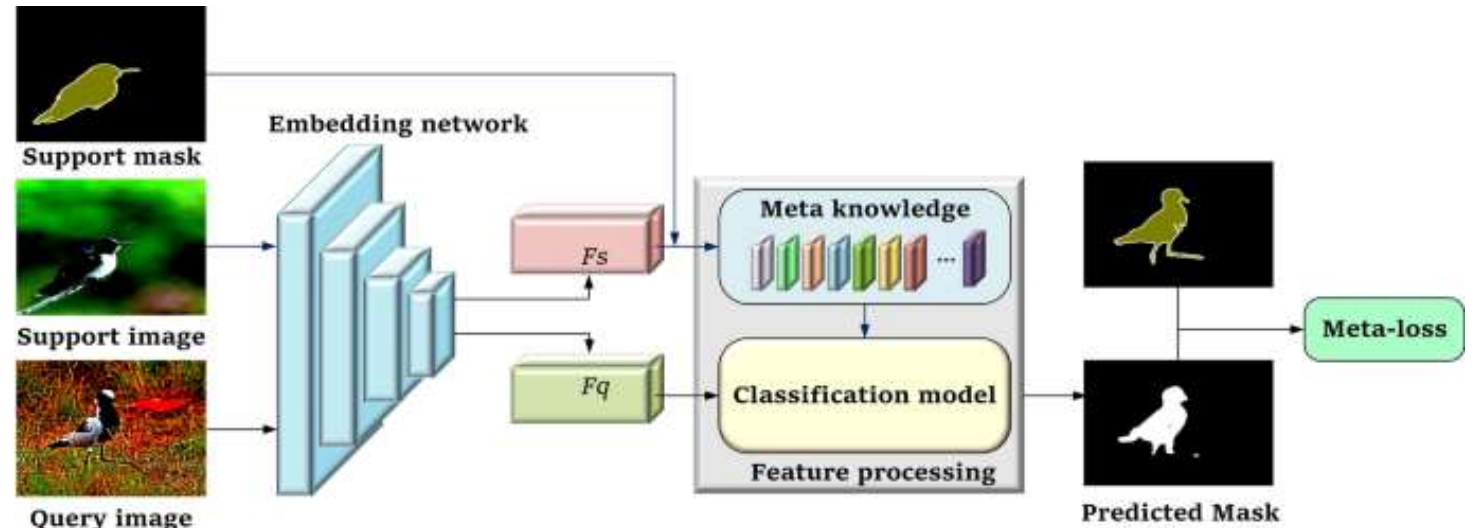 Support mask
Support image
Query image
Embedding network
Fs
Fq
Meta knowledge
...
Classification model
Feature processing
Predicted Mask
Meta-loss